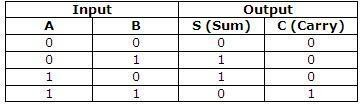 Input Output
A B S (Sum) C (Carry)
0 0 0 0
0 1 1 0
1 0 1 0
1 1 0 1